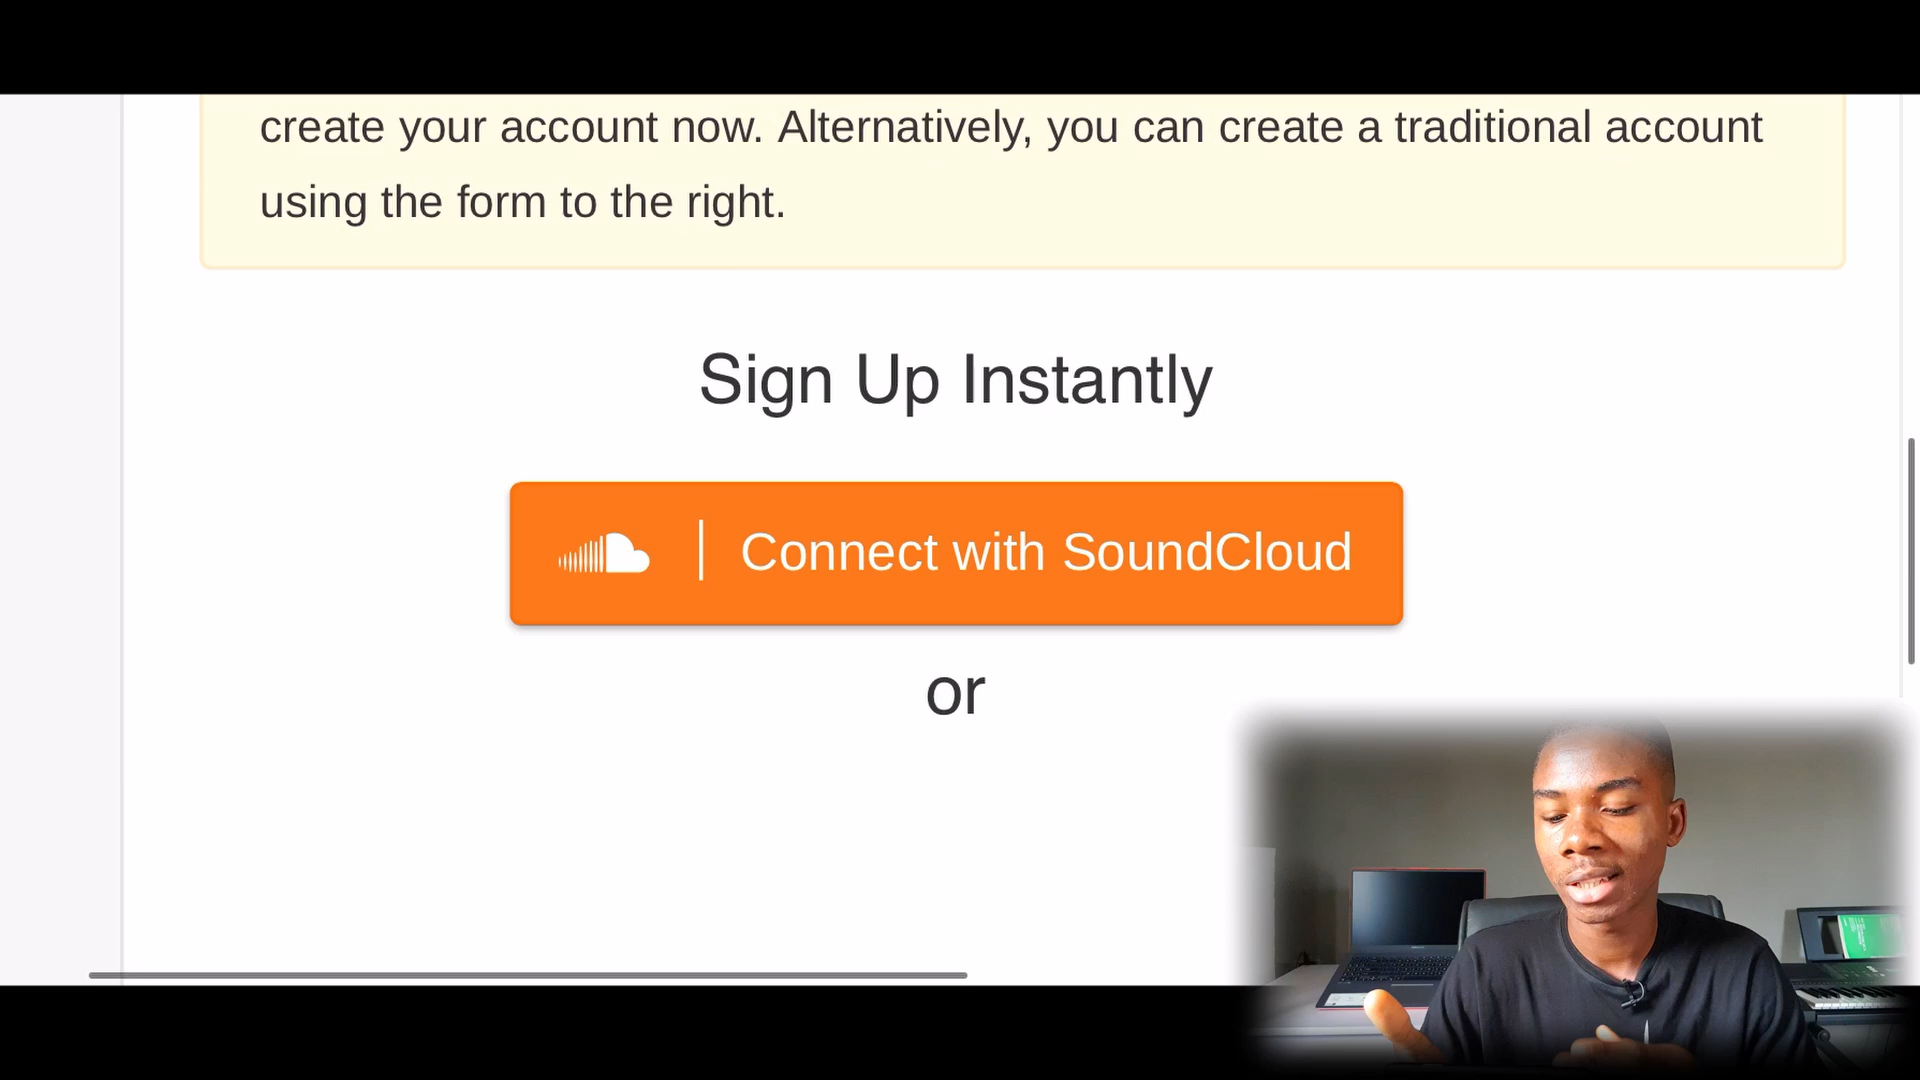 create your account now. Alternatively, you can create a traditional account
using the form to the right.
Sign Up Instantly
Connect with SoundCloud
or